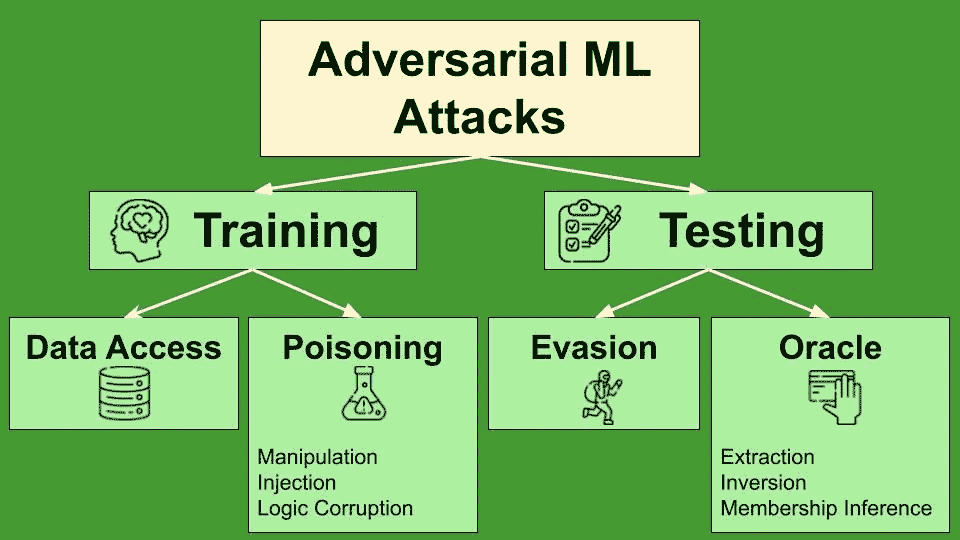 Adversarial ML
Attacks
Training
Testing
Data Access
Poisoning
Manipulation
Injection
Logic Corruption
Evasion
Oracle
Extraction
Inversion
Membership Inference